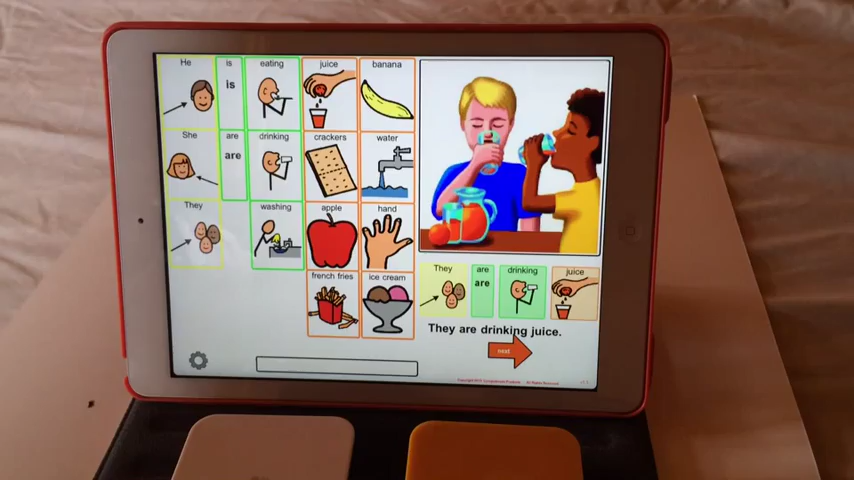 He is eating juice banana
is
She are drinking crackers water
are
They washing apple hand
french fries ice cream
They are drinking juice
are
They are drinking juice.
next